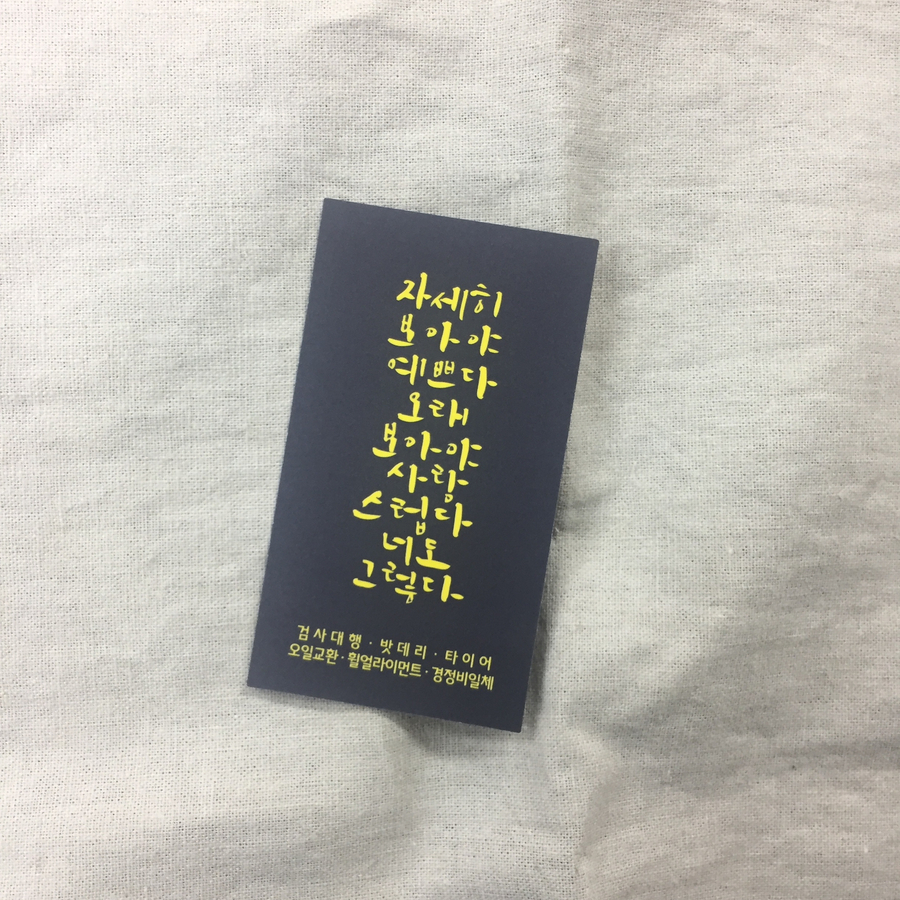 자세히
보아야
예쁘다
오래
보아야
사랑
스럽다
너도
그렇다
검사대행 · 밧데리 · 타이어
오일교환 · 휠얼라이먼트 · 경정비일체